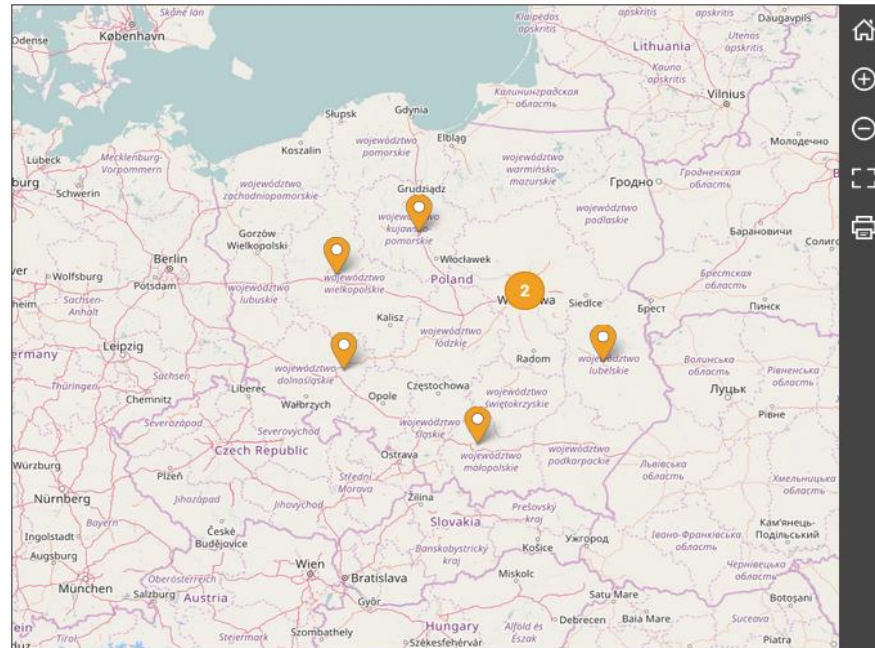 Skåne län
Klaipėdos
apskritis
apskritis
apskritis
Daugavpils
Odense
København
Lithuania
Utenos
apskritis
Kauno
apskritis
Vilnius
Калининградская
область
Słupsk
Gdynia
Elbląg
Молодечно
Koszalin
województwo
pomorskie
województwo
warmińsko-
mazurskie
Lübeck
Mecklenburg-
Vorpommern
burg
Schwerin
województwo
zachodniopomorskie
Grudziądz
Гродно
Гродненская
область
województwo
podlaskie
województwo
kujawsko-
pomorskie
Gorzów
Wielkopolski
Барановичи
Солиго
Berlin
Włocławek
ver
Wolfsburg
Potsdam
województwo
wielkopolskie
Poland
2
Брестская
область
województwo
lubuskie
heim
Sachsen-
Anhalt
Siedlce
Брест
Пинск
Kalisz
województwo
łódzkie
Leipzig
ermany
Radom
województwo
lubelskie
Волинська
область
Рівненська
область
województwo
dolnośląskie
Sachsen
Thüringen
Chemnitz
Liberec
Wałbrzych
Opole
Częstochowa
województwo
świętokrzyskie
Луцьк
Рівне
Severozápad
Severovýchod
województwo
śląskie
Czech Republic
Würzburg
Ostrava
województwo
małopolskie
województwo
podkarpackie
Львівська
область
Plzeň
Střední
Morava
Хмельницька
область
Nürnberg
Jihozápad
Jihovýchod
Žilina
Prešovský
kraj
Bayern
Slovakia
Кам'янець-
Подільський
Ingolstadt
České
Budějovice
Івано-Франківська
область
Augsburg
Banskobystrický
kraj
Košice
Ужгород
Wien
Чернівецька
область
München
Oberösterreich
Bratislava
Miskolc
Salzburg
Austria
Győr
Satu Mare
Botoșani
Hungary
Debrecen
Baia Mare
Suceava
Tirol
Steiermark
Szombathely
Székesfehérvár
Alföld és
Észak
Piatra